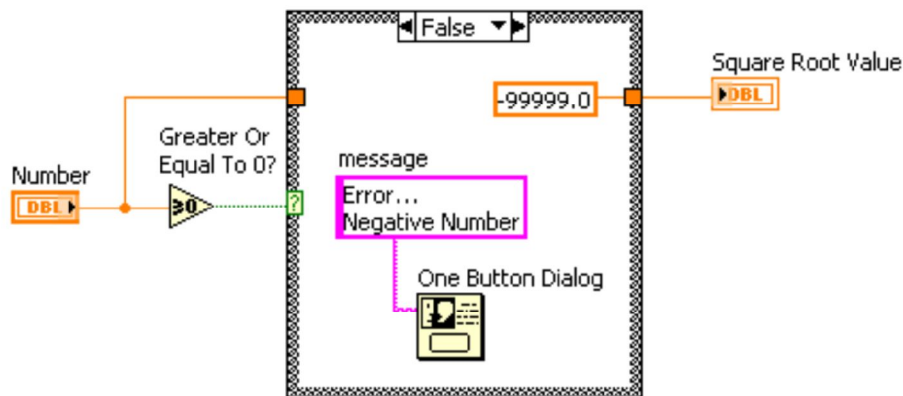 False
Square Root Value
-99999.0
DBL
Greater Or
Equal To 0?
message
Number
Error...
DBL
≥0
?
Negative Number
One Button Dialog